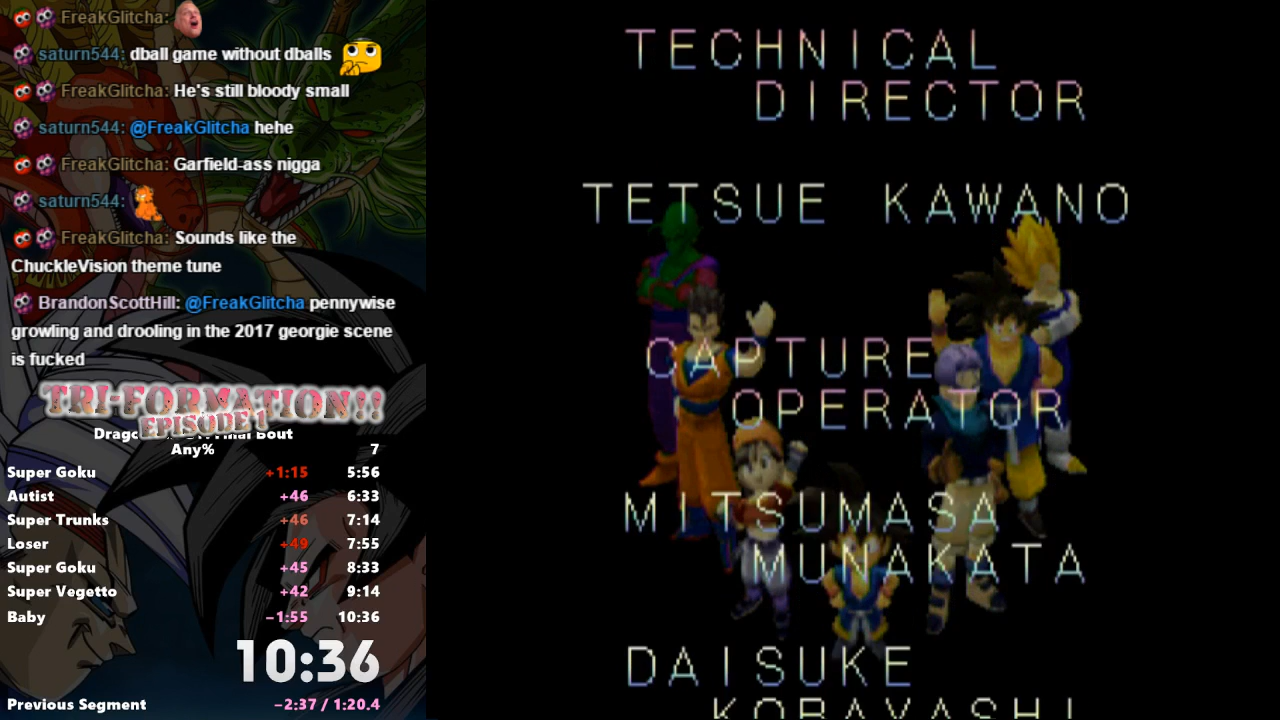 FreakGlitcha:
saturn544: dball game without dballs
FreakGlitcha: He's still bloody small
saturn544: @FreakGlitcha hehe
FreakGlitcha: Garfield-ass nigga
saturn544:
FreakGlitcha: Sounds like the
ChuckleVision theme tune
BrandonScottHill: @FreakGlitcha pennywise
growling and drooling in the 2017 georgie scene
is fucked
TRI-FORMATION!!
EPISODE 1
Bout
Any% 7
Super Goku +1:15 5:56
Autist +46 6:33
Super Trunks +46 7:14
Loser +49 7:55
Super Goku +45 8:33
Super Vegetto +42 9:14
Baby −1:55 10:36
10:36
Previous Segment −2:37 / 1:20.4
TECHNICAL
DIRECTOR
TETSUE KAWANO
CAPTURE
OPERATOR
MITSUMASA
MUNAKATA
DAISUKE
KOBAYASHI